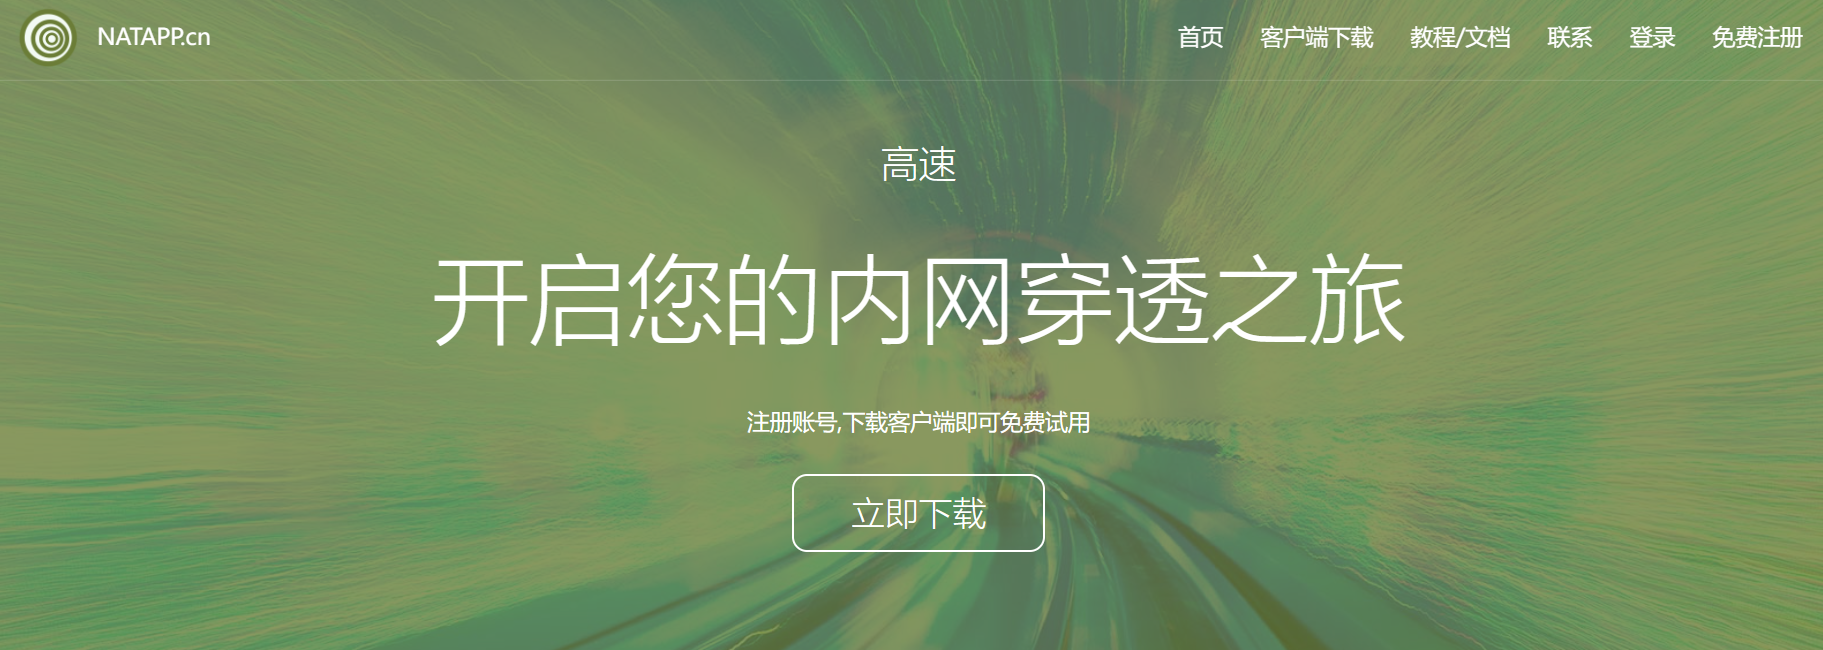 NATAPP.cn
首页 客户端下载 教程/文档 联系 登录 免费注册
高速
开启您的内网穿透之旅
注册账号,下载客户端即可免费试用
立即下载